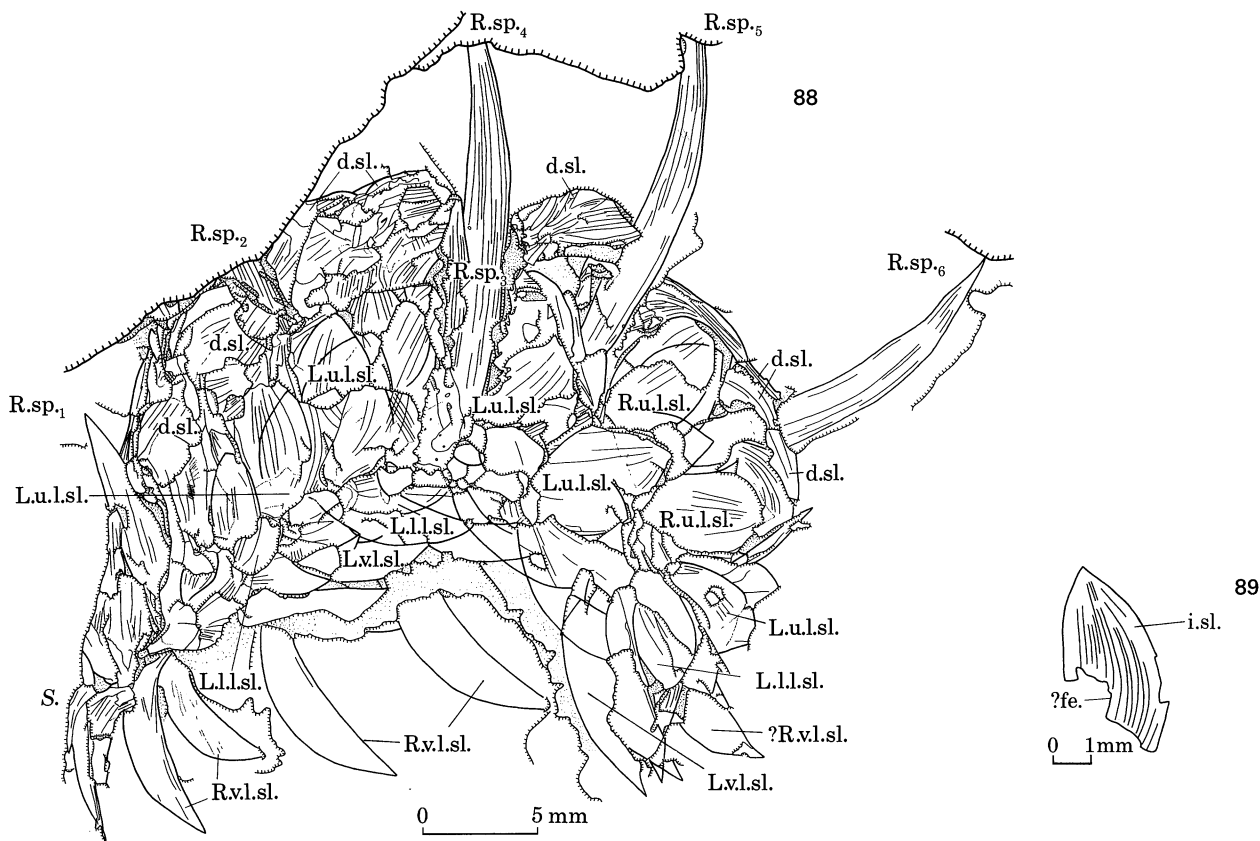 R.sp.₄
R.sp.₅
88
d.sl.
d.sl.
R.sp.₂
R.sp.₆
R.sp.
d.sl.
L.u.l.sl.
d.sl.
R.sp.₁
L.u.l.sl.
R.u.l.sl.
d.sl.
d.sl.
L.u.l.sl.
L.u.l.sl.
R.u.l.sl.
L.l.l.sl.
L.v.l.sl.
89
i.sl.
L.u.l.sl.
S.
L.l.l.sl.
L.l.l.sl.
?fe.
?R.v.l.sl.
R.v.l.sl.
0 1mm
L.v.l.sl.
R.v.l.sl.
0 5 mm